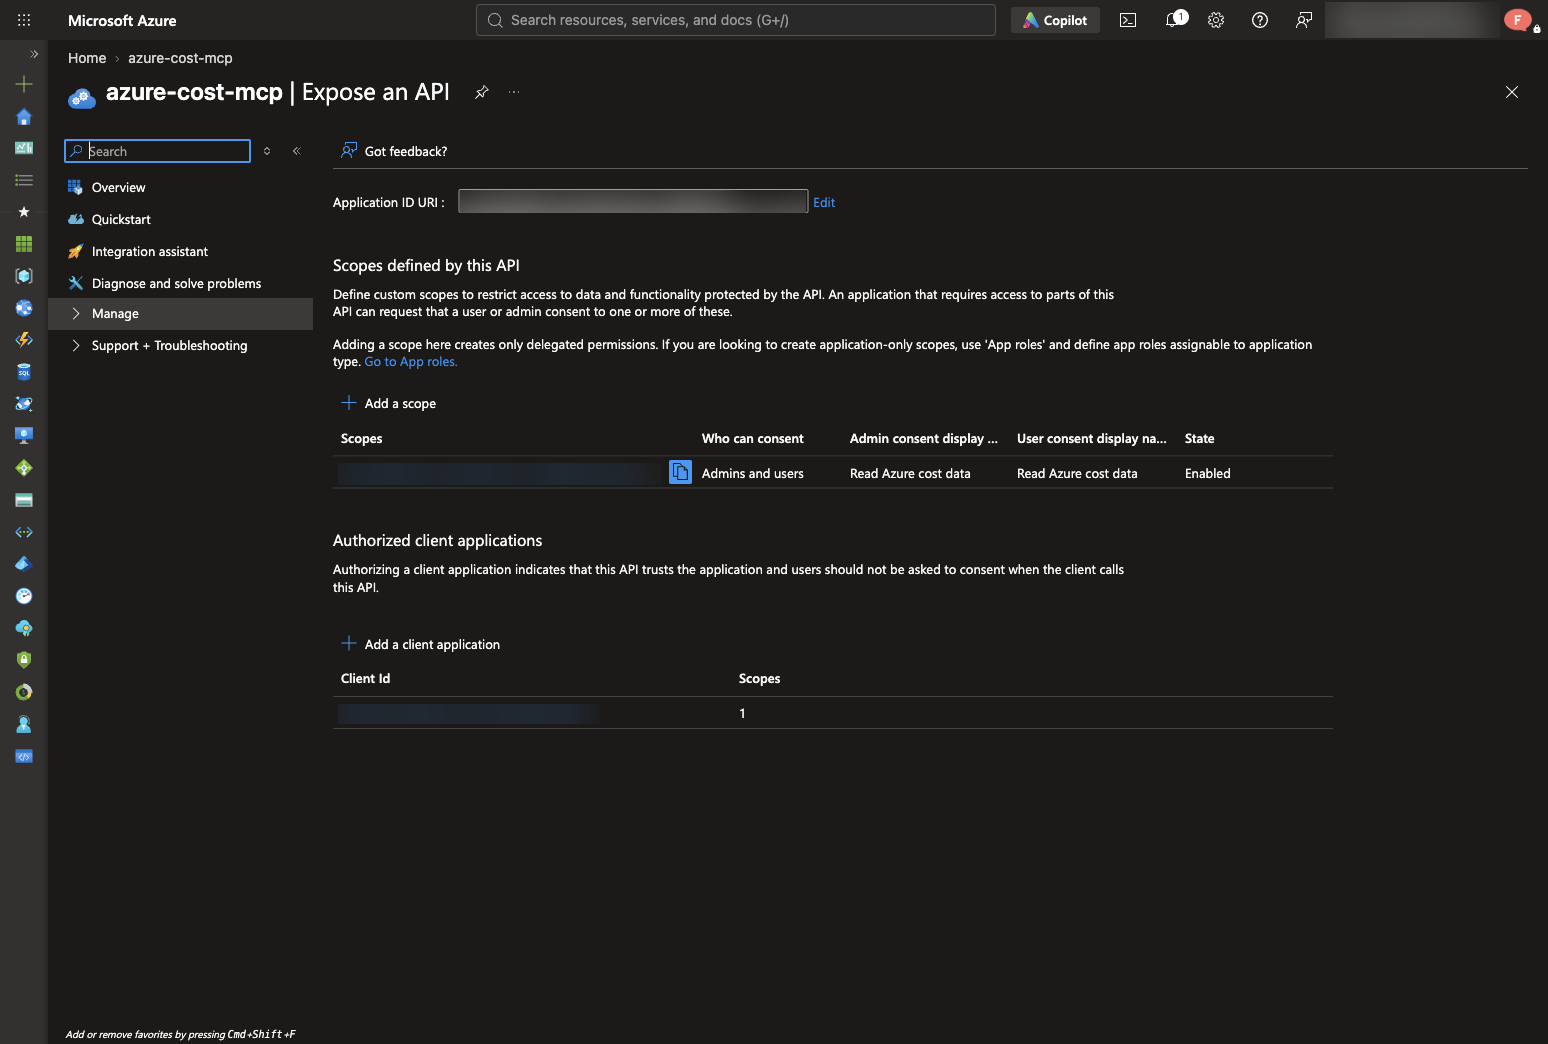 Microsoft Azure
Search resources, services, and docs (G+/)
Copilot
1
F
Home › azure-cost-mcp
azure-cost-mcp | Expose an API
Search
Overview
Quickstart
Integration assistant
Diagnose and solve problems
Manage
Support + Troubleshooting
Got feedback?
Application ID URI :
Edit
Scopes defined by this API
Define custom scopes to restrict access to data and functionality protected by the API. An application that requires access to parts of this
API can request that a user or admin consent to one or more of these.
Adding a scope here creates only delegated permissions. If you are looking to create application-only scopes, use 'App roles' and define app roles assignable to application
type. Go to App roles.
Add a scope
Scopes Who can consent Admin consent display ... User consent display na... State
Admins and users Read Azure cost data Read Azure cost data Enabled
Authorized client applications
Authorizing a client application indicates that this API trusts the application and users should not be asked to consent when the client calls
this API.
Add a client application
Client Id Scopes
1
Add or remove favorites by pressing Cmd+Shift+F